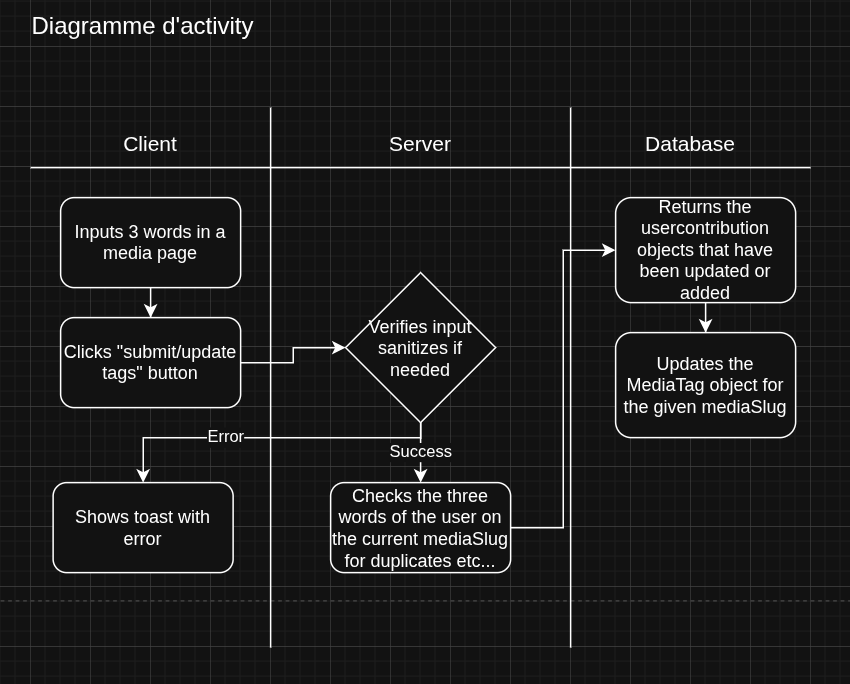 Diagramme d'activity
Client
Server
Database
Inputs 3 words in a
media page
Clicks "submit/update
tags" button
Verifies input
sanitizes if
needed
Error
Success
Shows toast with
error
Checks the three
words of the user on
the current mediaSlug
for duplicates etc...
Returns the
usercontribution
objects that have
been updated or
added
Updates the
MediaTag object for
the given mediaSlug